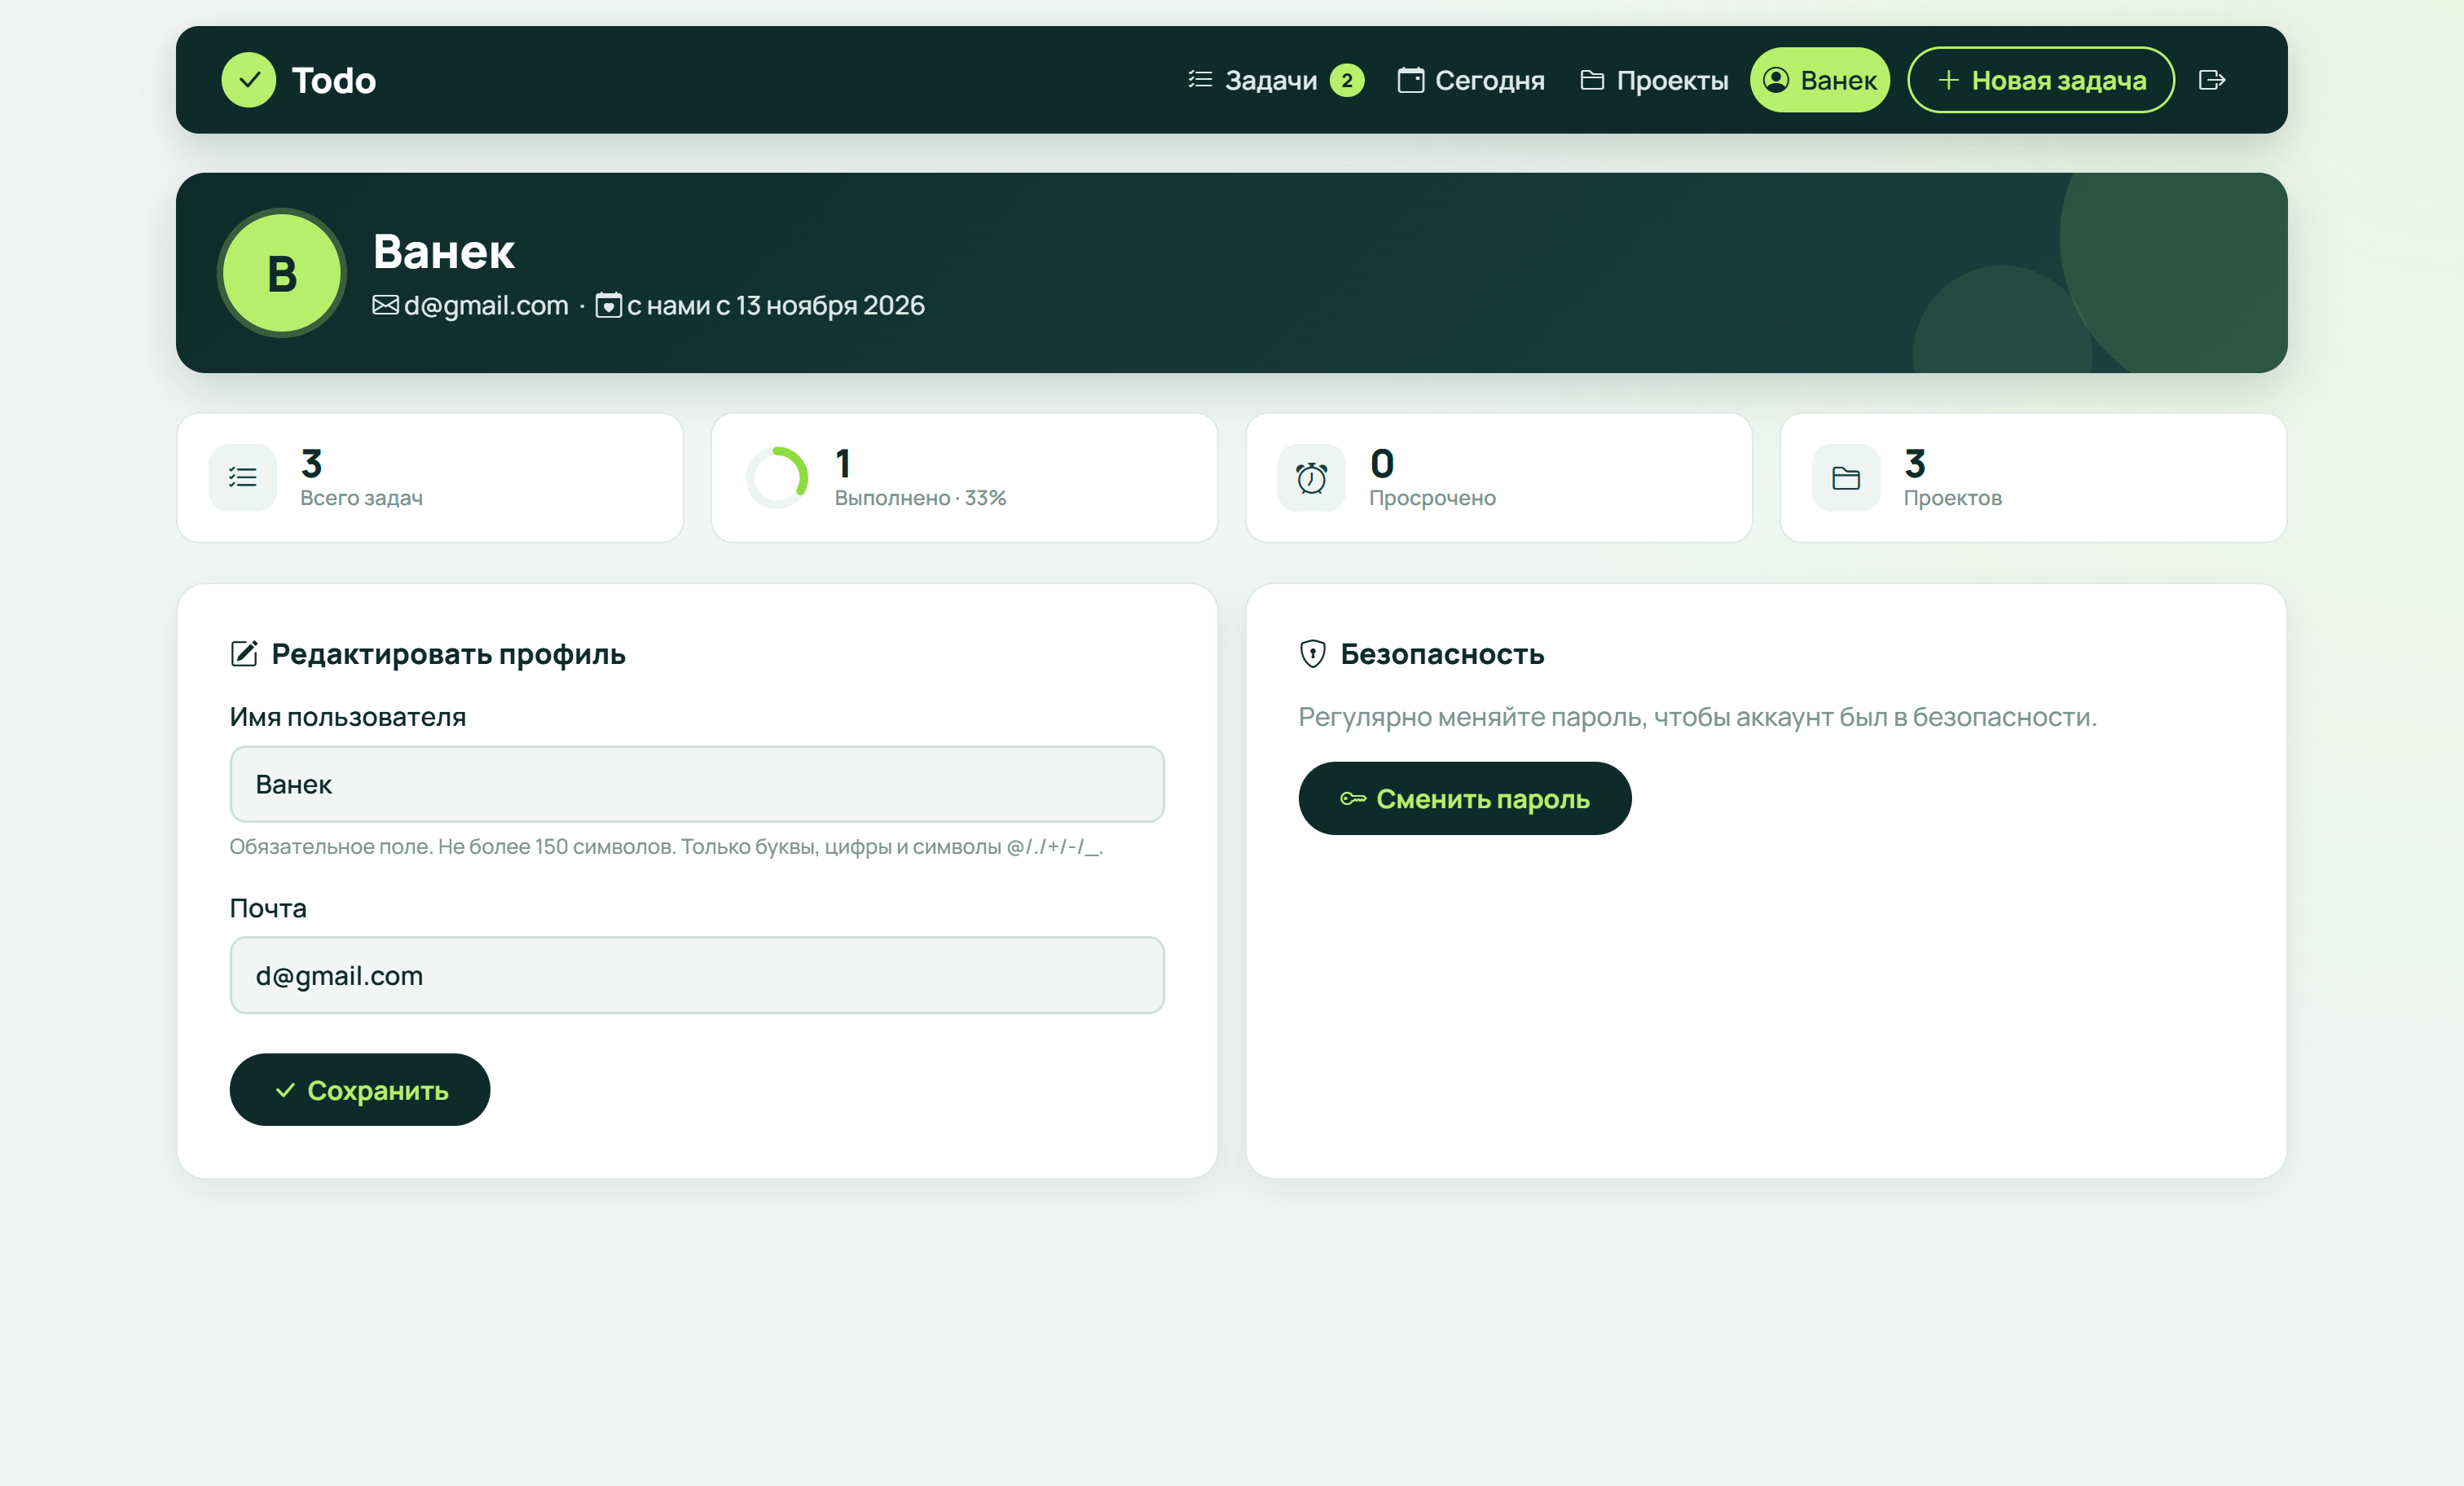 Todo
Задачи 2 Сегодня Проекты Ванек + Новая задача
В
Ванек
d@gmail.com · с нами с 13 ноября 2026
3
Всего задач
1
Выполнено · 33%
0
Просрочено
3
Проектов
Редактировать профиль
Имя пользователя
Ванек
Обязательное поле. Не более 150 символов. Только буквы, цифры и символы @/./+/-/_.
Почта
d@gmail.com
Сохранить
Безопасность
Регулярно меняйте пароль, чтобы аккаунт был в безопасности.
Сменить пароль